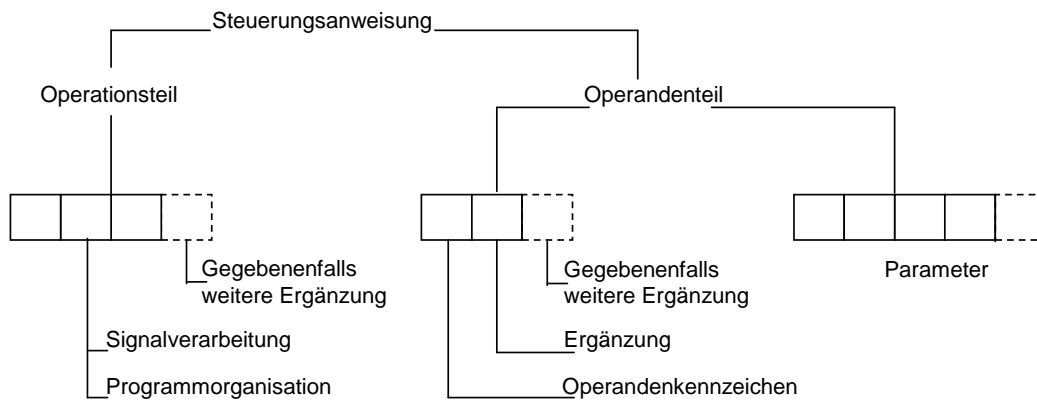 Steuerungsanweisung
Operationsteil
Operandenteil
Gegebenenfalls
weitere Ergänzung
Gegebenenfalls
weitere Ergänzung
Parameter
Signalverarbeitung
Ergänzung
Programmorganisation
Operandenkennzeichen